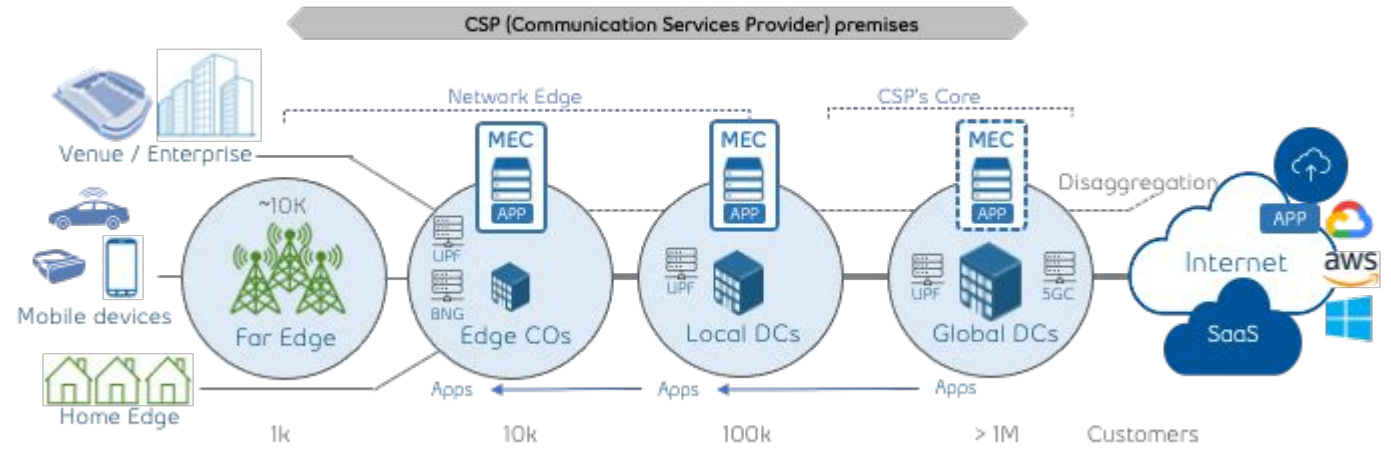 CSP (Communication Services Provider) premises
Network Edge
CSP's Core
Venue / Enterprise
MEC
APP
MEC
APP
MEC
APP
Disaggregation
~10K
UPF
BNG
UPF
UPF
5GC
APP
Internet
aws
SaaS
Mobile devices
Far Edge
Edge COs
Local DCs
Global DCs
Home Edge
Apps
Apps
Apps
1k
10k
100k
> 1M
Customers